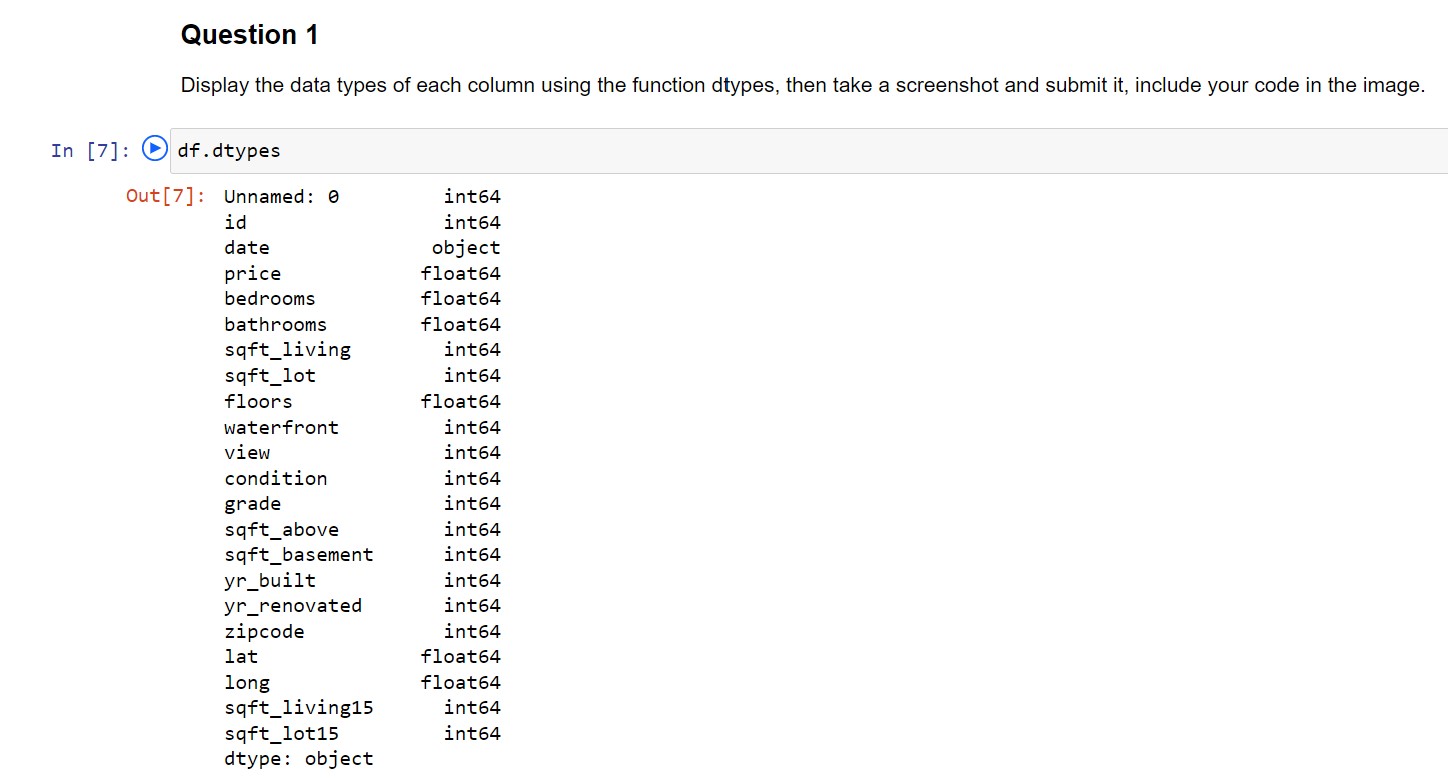 Question 1
Display the data types of each column using the function dtypes, then take a screenshot and submit it, include your code in the image.
In [7]: df.dtypes
Out[7]: Unnamed: 0 int64
id int64
date object
price float64
bedrooms float64
bathrooms float64
sqft_living int64
sqft_lot int64
floors float64
waterfront int64
view int64
condition int64
grade int64
sqft_above int64
sqft_basement int64
yr_built int64
yr_renovated int64
zipcode int64
lat float64
long float64
sqft_living15 int64
sqft_lot15 int64
dtype: object